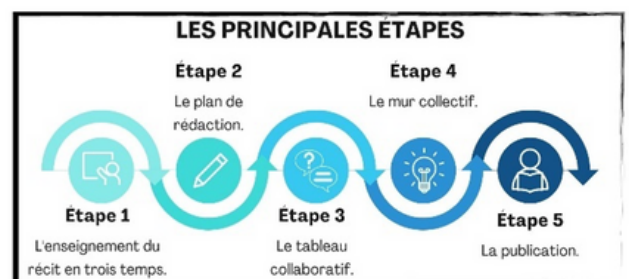 LES PRINCIPALES ÉTAPES
Étape 2
Le plan de
rédaction.
Étape 4
Le mur collectif.
Étape 1
L'enseignement du
récit en trois temps.
Étape 3
Le tableau
collaboratif.
Étape 5
La publication.